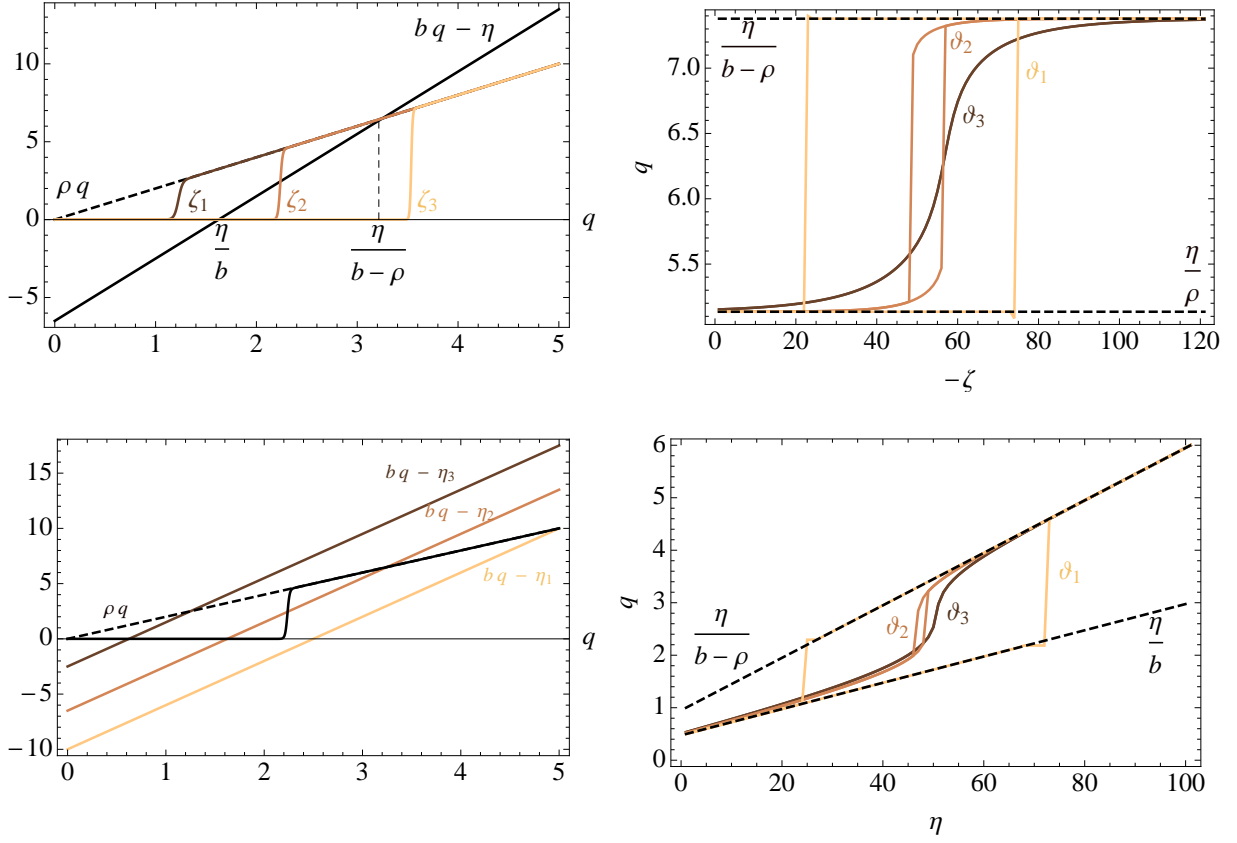 b q − η
10
5
0
−5
ρ q
ζ1
ζ2
ζ3
q
η/b
η/(b − ρ)
0 1 2 3 4 5
7.0
6.5
q
6.0
5.5
η/(b − ρ)
ϑ2
ϑ1
ϑ3
η/ρ
0 20 40 60 80 100 120
−ζ
15
10
5
0
−5
−10
b q − η3
b q − η2
b q − η1
ρ q
q
0 1 2 3 4 5
6
5
4
q 3
2
1
0
ϑ1
ϑ2
ϑ3
η/(b − ρ)
η/b
0 20 40 60 80 100
η